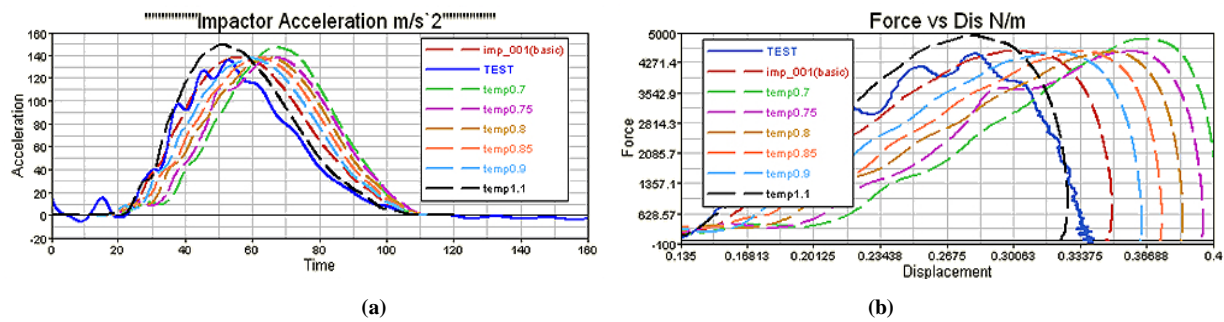 """"""""Impactor Acceleration m/s`2""""""""
Acceleration
160
140
120
100
80
60
40
20
0
-20
0
20
40
60
80
100
120
140
160
Time
imp_001(basic)
TEST
temp0.7
temp0.75
temp0.8
temp0.85
temp0.9
temp1.1
(a)
Force vs Dis N/m
Force
5000
4271.4
3542.9
2814.3
2085.7
1357.1
628.57
-100
0.135
0.16813
0.20125
0.23438
0.2675
0.30063
0.33375
0.36688
0.4
Displacement
TEST
imp_001(basic)
temp0.7
temp0.75
temp0.8
temp0.85
temp0.9
temp1.1
(b)